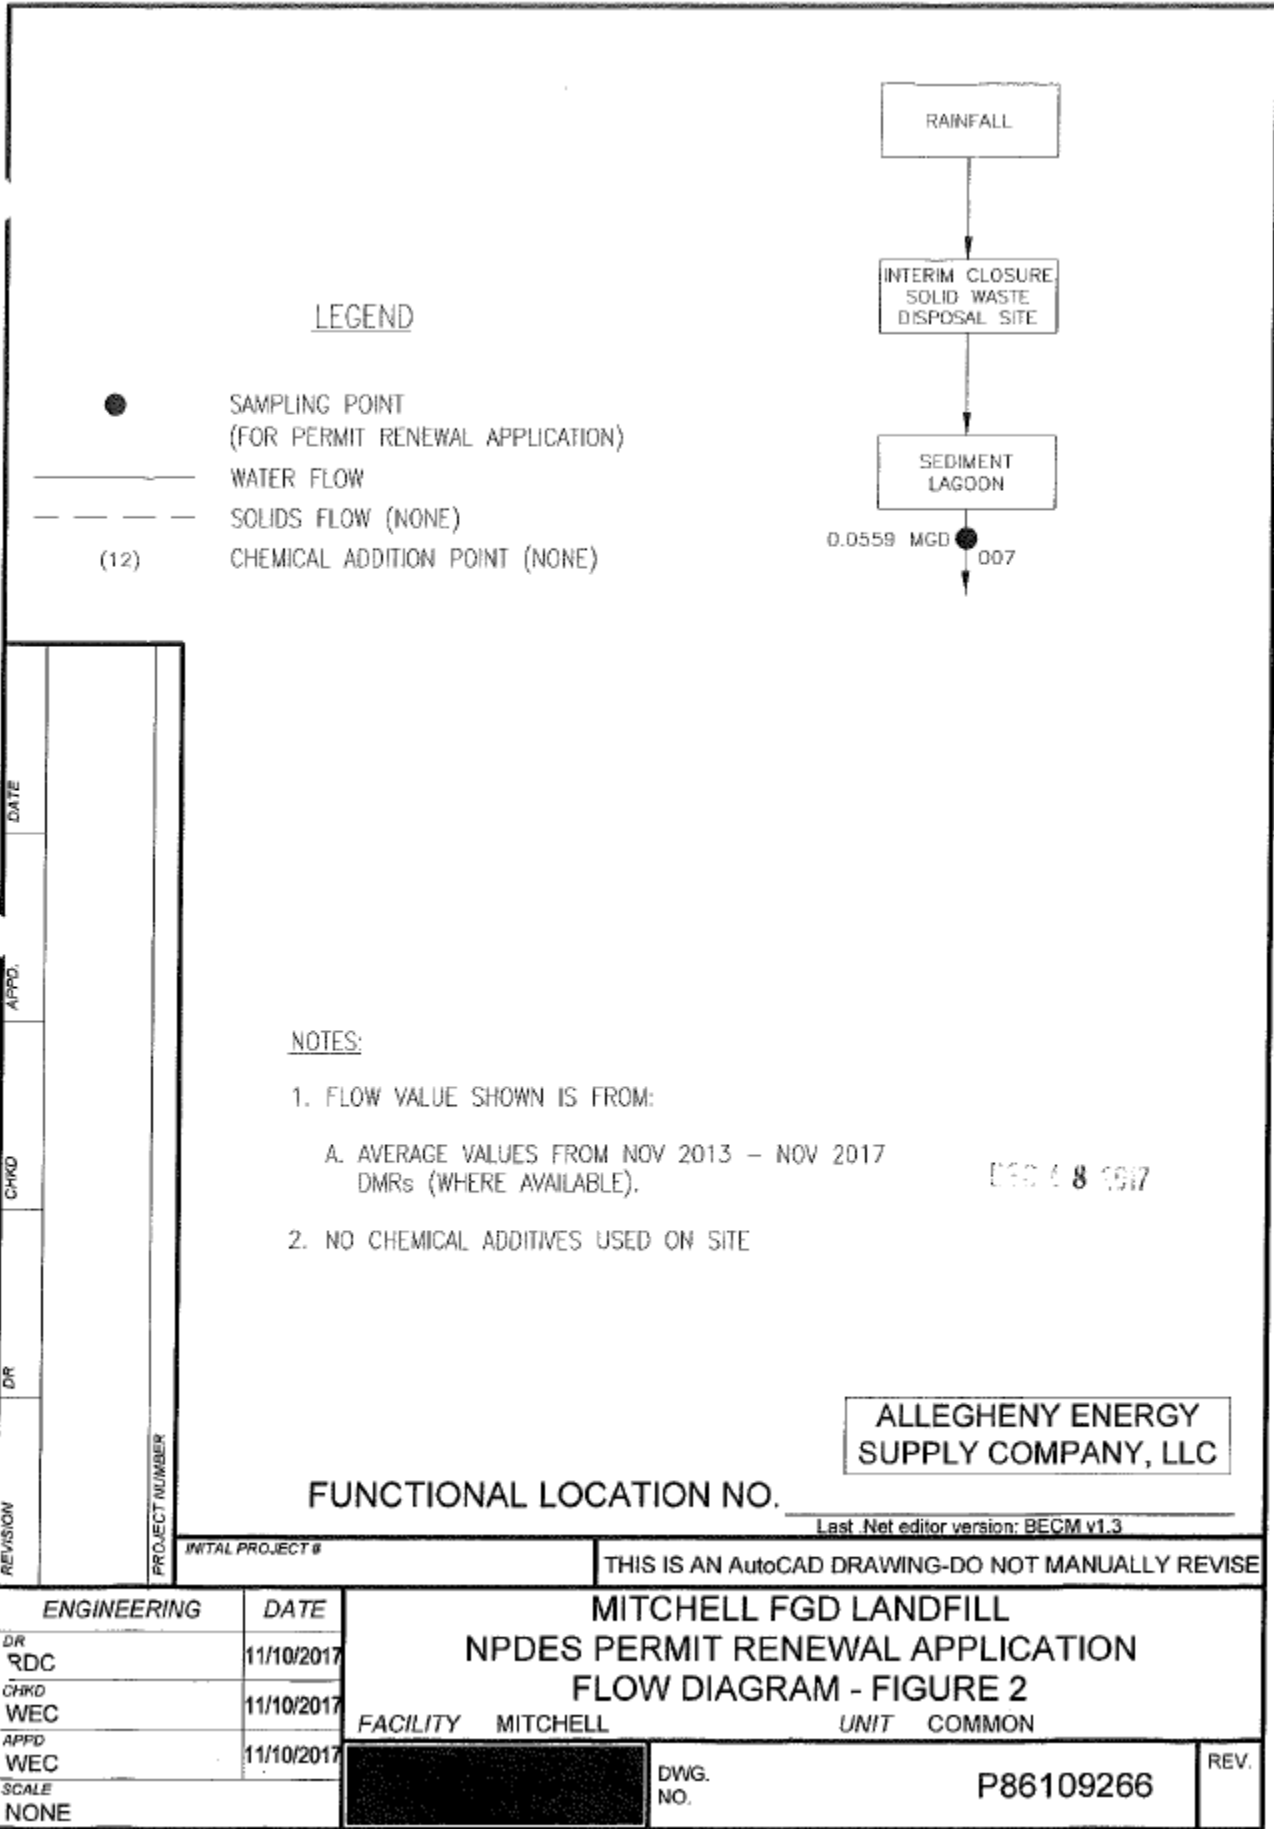 RAINFALL
INTERIM CLOSURE
SOLID WASTE
DISPOSAL SITE
SEDIMENT
LAGOON
0.0559 MGD
007
LEGEND
SAMPLING POINT
(FOR PERMIT RENEWAL APPLICATION)
WATER FLOW
SOLIDS FLOW (NONE)
(12) CHEMICAL ADDITION POINT (NONE)
DATE
APPD.
CHKD
DR
REVISION
PROJECT NUMBER
NOTES:
1. FLOW VALUE SHOWN IS FROM:
A. AVERAGE VALUES FROM NOV 2013 – NOV 2017
DMRs (WHERE AVAILABLE).
2. NO CHEMICAL ADDITIVES USED ON SITE
8
ALLEGHENY ENERGY
SUPPLY COMPANY, LLC
FUNCTIONAL LOCATION NO.
Last .Net editor version: BECM v1.3
INITAL PROJECT #
THIS IS AN AutoCAD DRAWING-DO NOT MANUALLY REVISE
ENGINEERING DATE
DR
RDC 11/10/2017
CHKD
WEC 11/10/2017
APPD
WEC 11/10/2017
SCALE
NONE
MITCHELL FGD LANDFILL
NPDES PERMIT RENEWAL APPLICATION
FLOW DIAGRAM - FIGURE 2
FACILITY MITCHELL UNIT COMMON
DWG.
NO.
P86109266
REV.